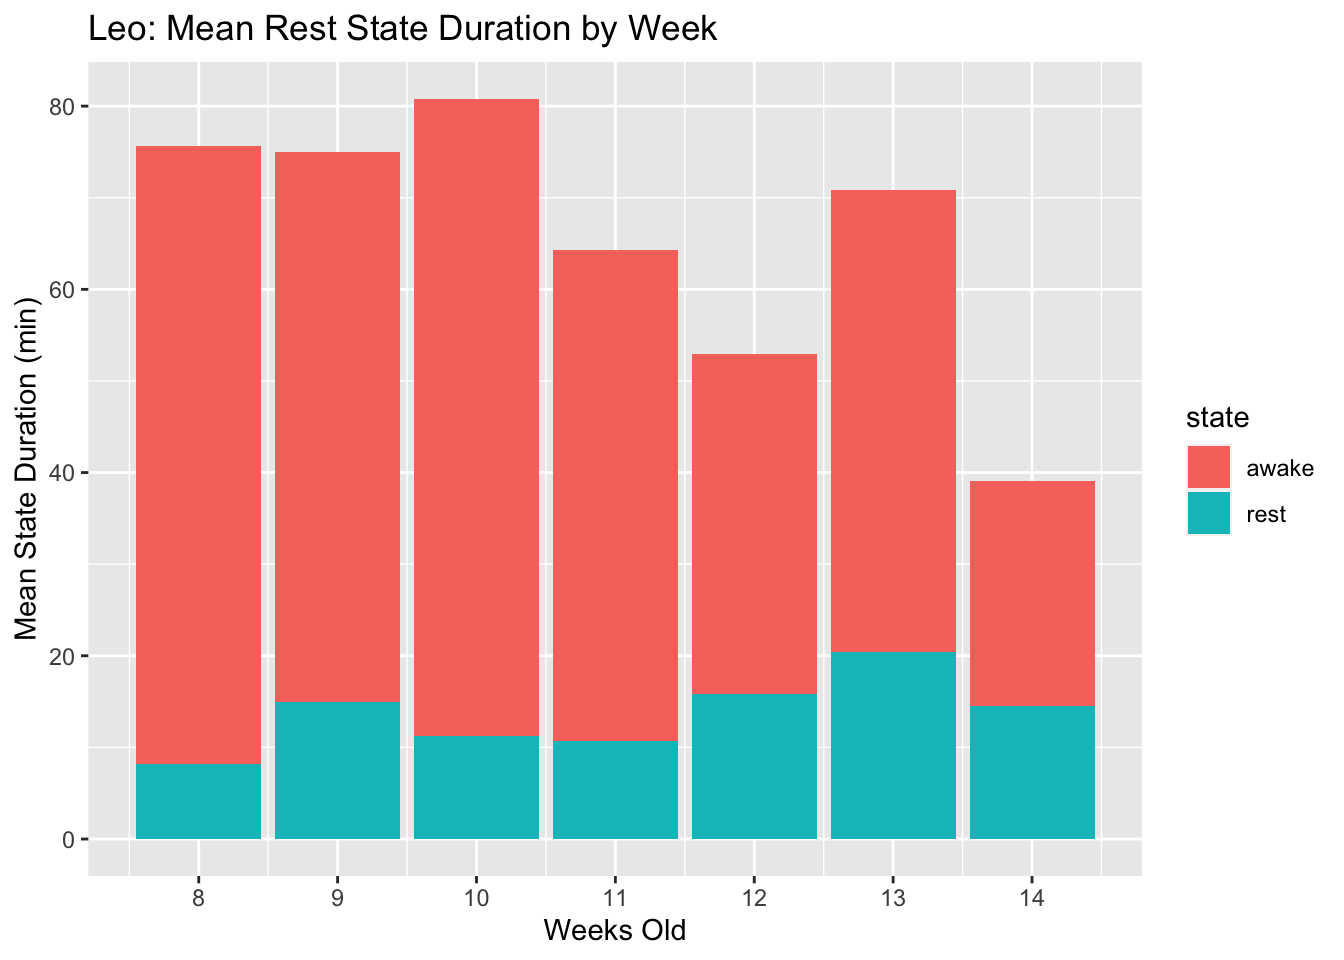 Leo: Mean Rest State Duration by Week
Mean State Duration (min)
80
60
40
20
0
8 9 10 11 12 13 14
Weeks Old
state
awake
rest